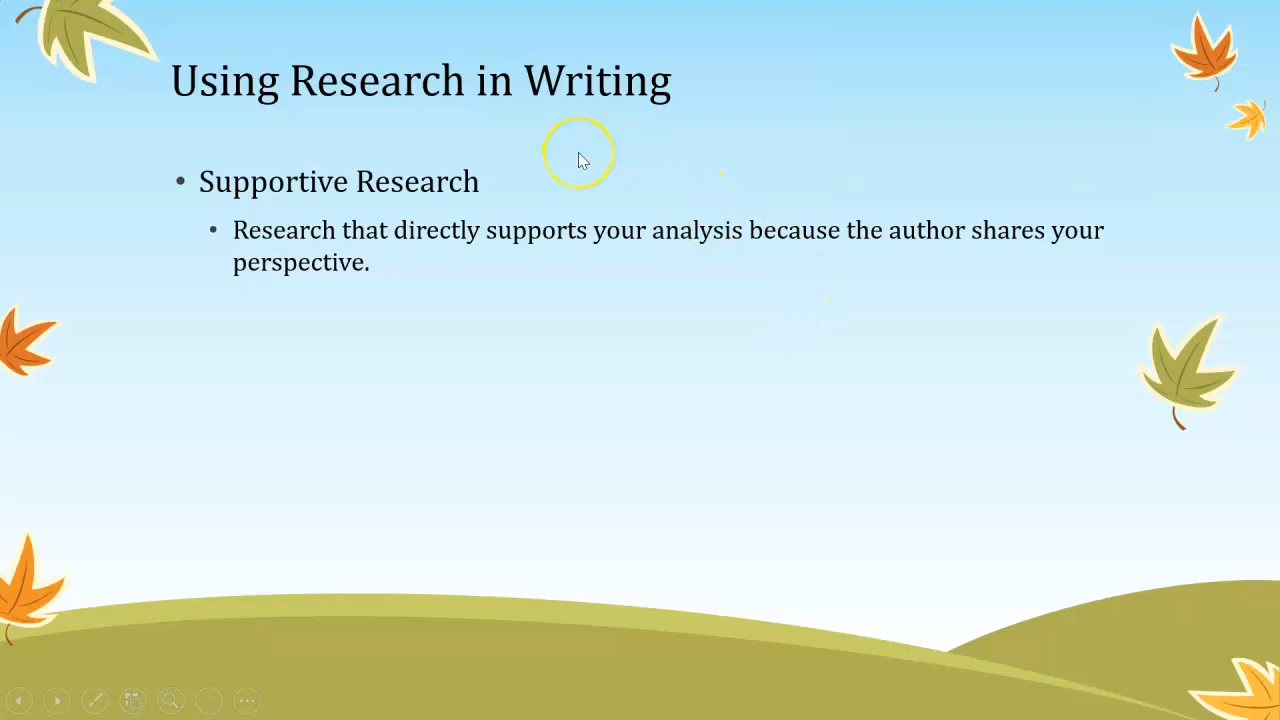 Using Research in Writing
• Supportive Research
• Research that directly supports your analysis because the author shares your
perspective.